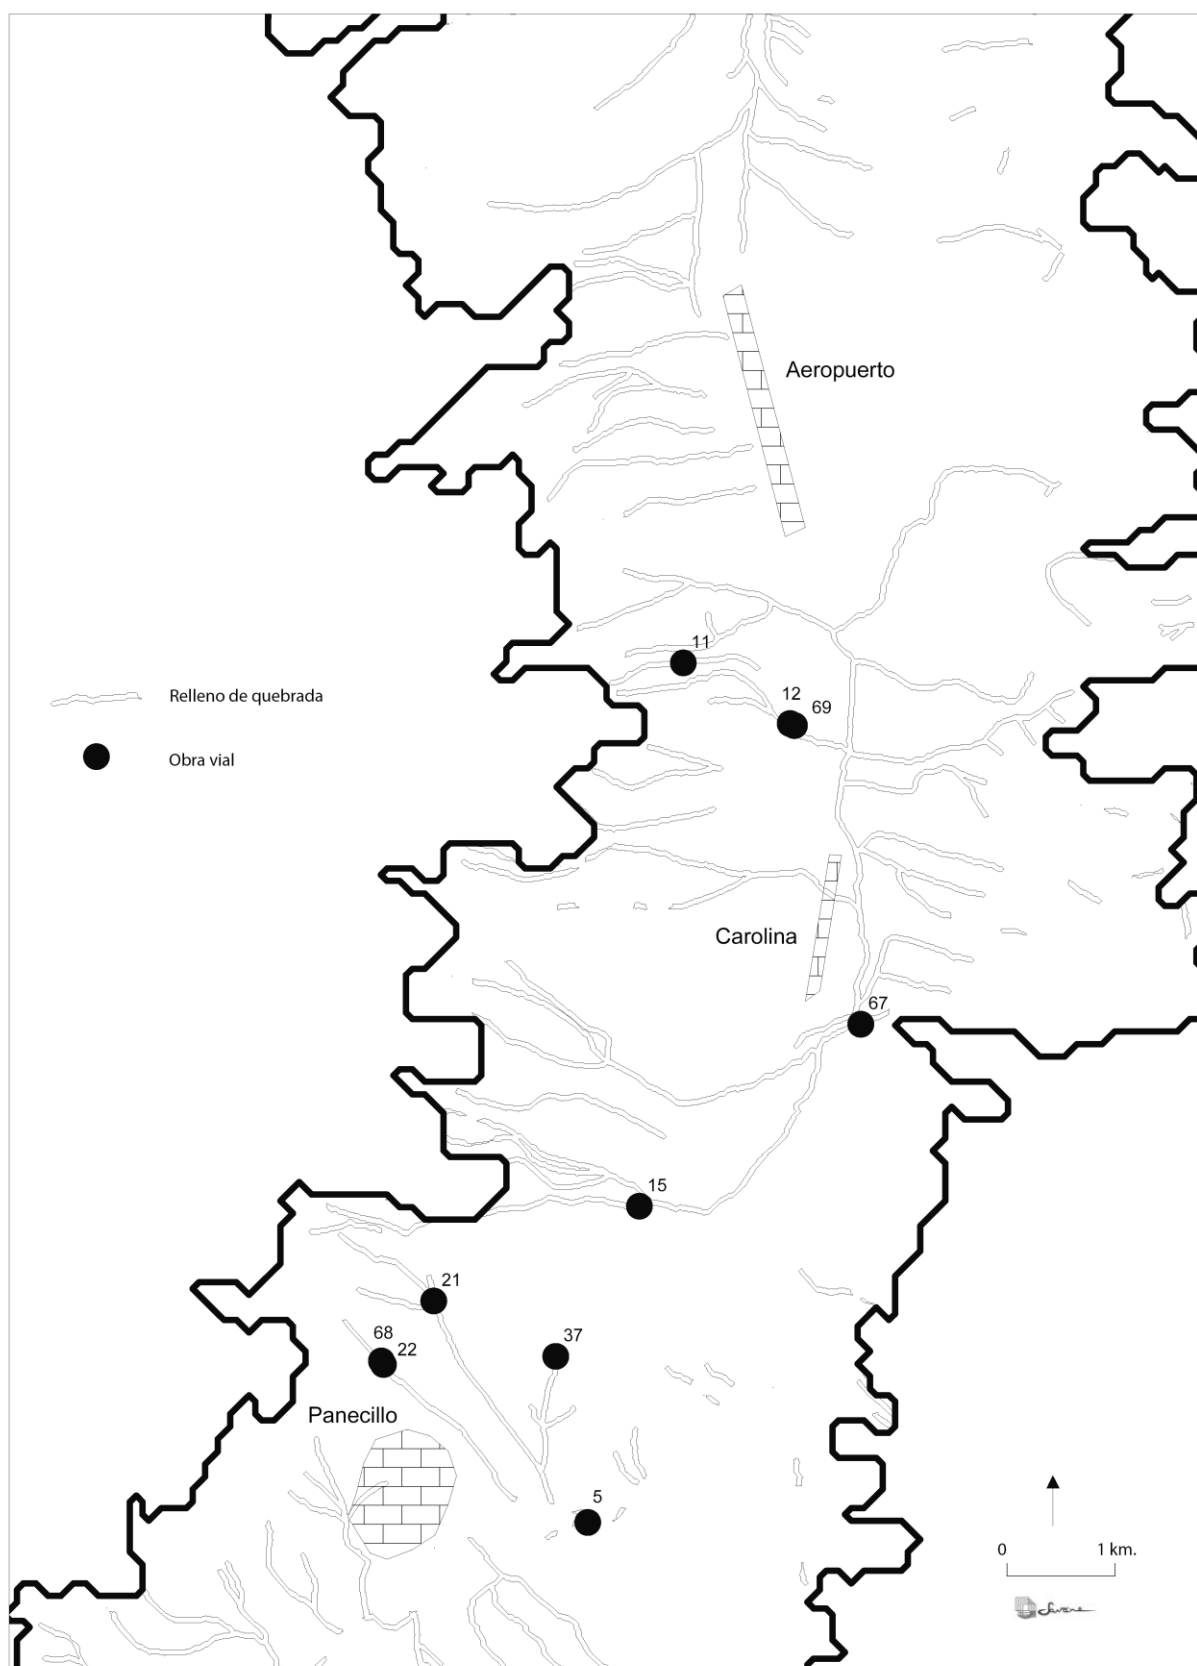 Aeropuerto
11
Relleno de quebrada
12
69
Obra vial
Carolina
67
15
21
68
22
37
Panecillo
5
0
1 km.
Savane